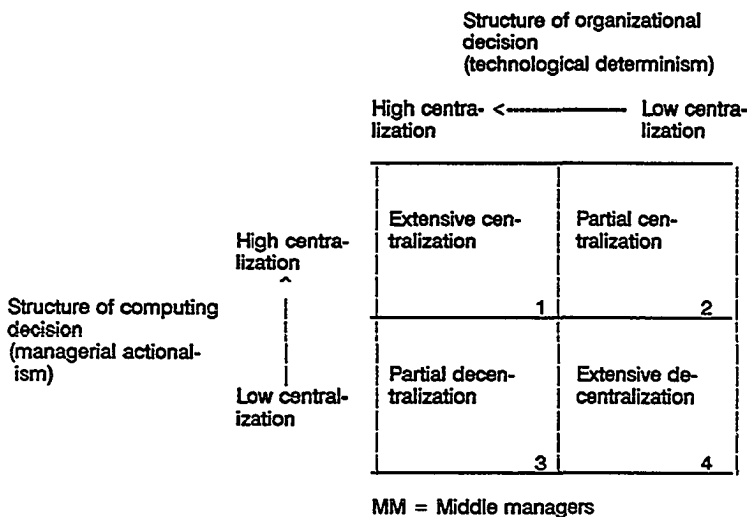 Structure of organizational
decision
(technological determinism)
High centra- <------------- Low centra-
lization lization
Extensive cen- Partial cen-
tralization tralization
High centra-
lization
^
1 2
Structure of computing
decision
(managerial actional-
ism)
Partial decen- Extensive de-
tralization centralization
Low central-
ization
3 4
MM = Middle managers